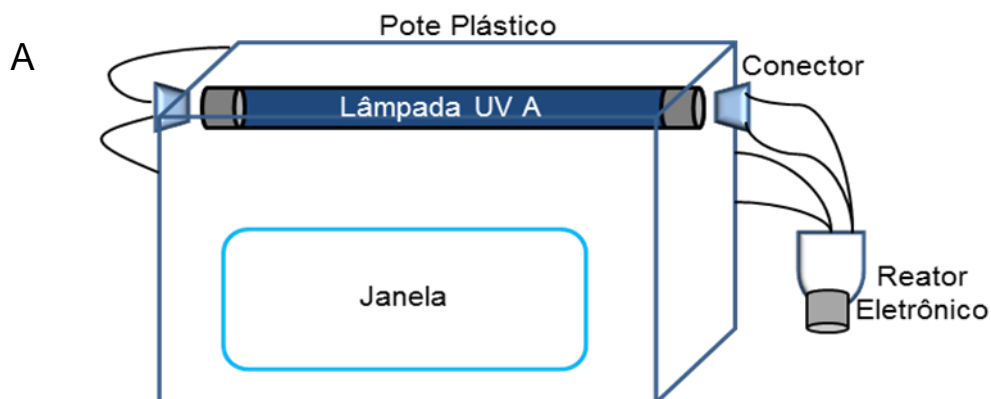 Pote Plástico
A
Conector
Lâmpada UV A
Janela
Reator
Eletrônico